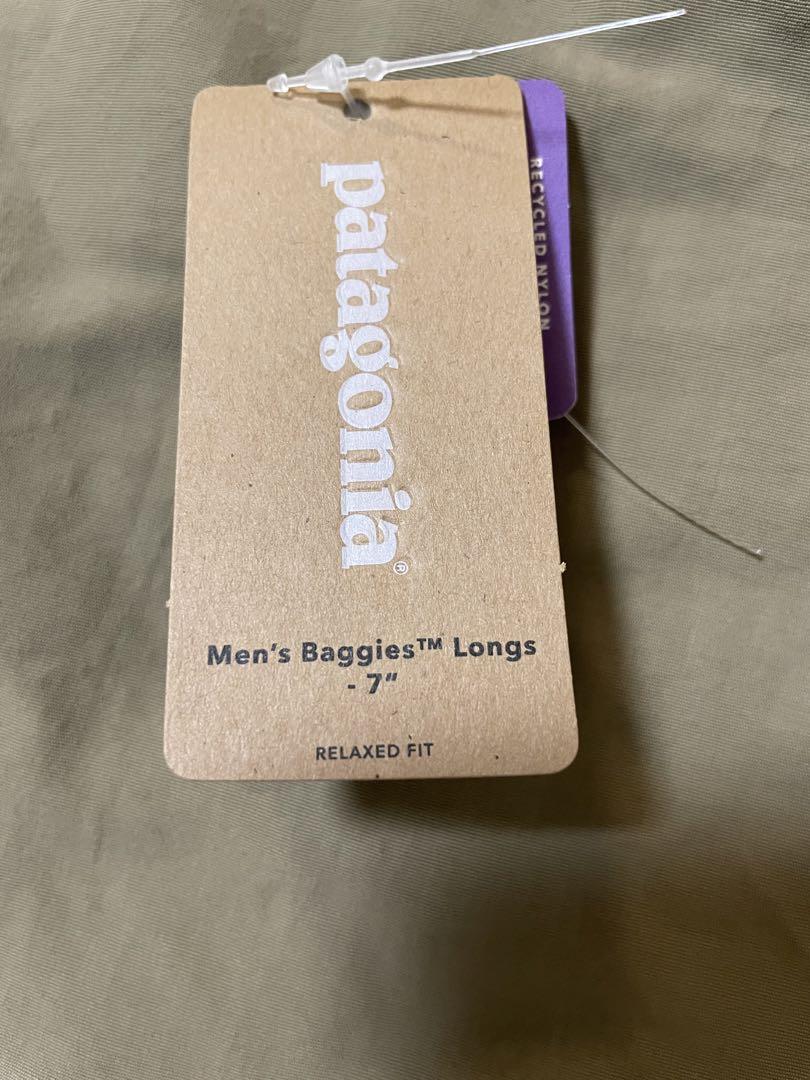 patagonia®
Men's Baggies™ Longs
- 7"
RELAXED FIT
RECYCLED NYLON